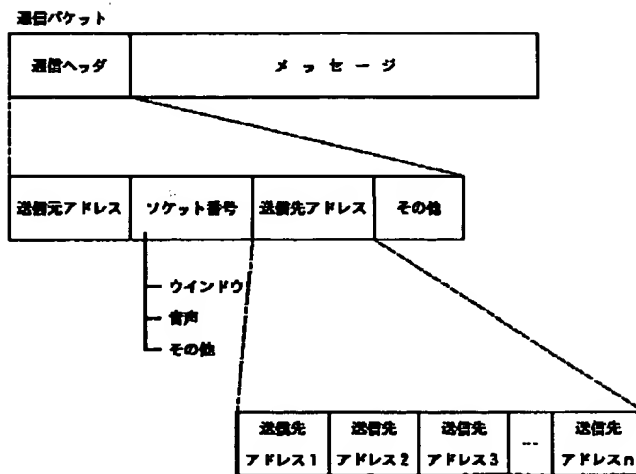 通信パケット
通信ヘッダ
メッセージ
送信元アドレス
ソケット番号
送信先アドレス
その他
ウインドウ
音声
その他
送信先
アドレス1
送信先
アドレス2
送信先
アドレス3
...
送信先
アドレスn